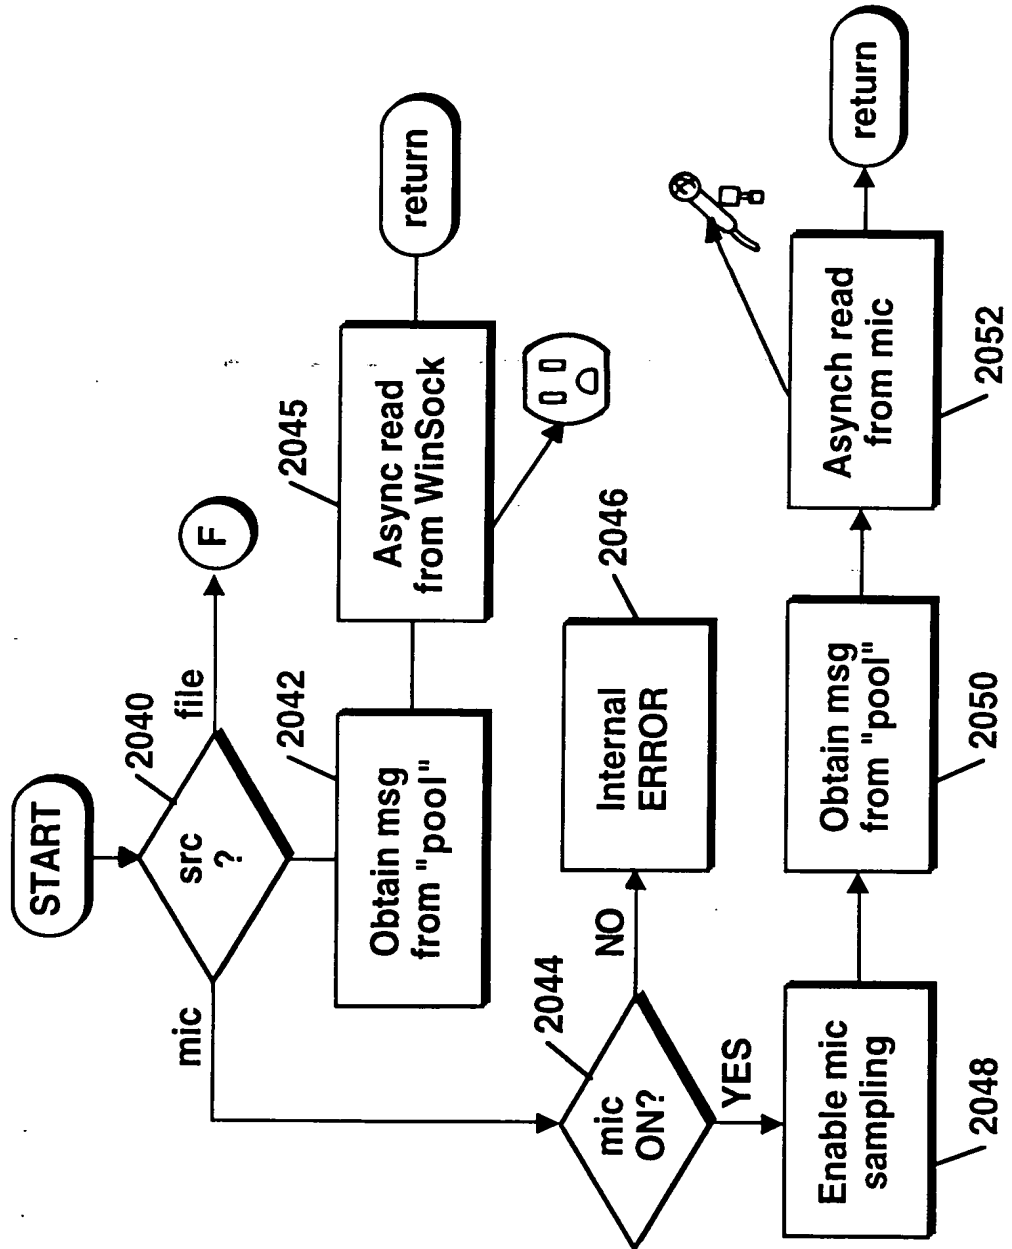 START
2040
src
?
file
F
mic
2042
Obtain msg
from "pool"
2045
Async read
from WinSock
return
2044
mic
ON?
NO
2046
Internal
ERROR
YES
Enable mic
sampling
2048
Obtain msg
from "pool"
2050
Asynch read
from mic
2052
return